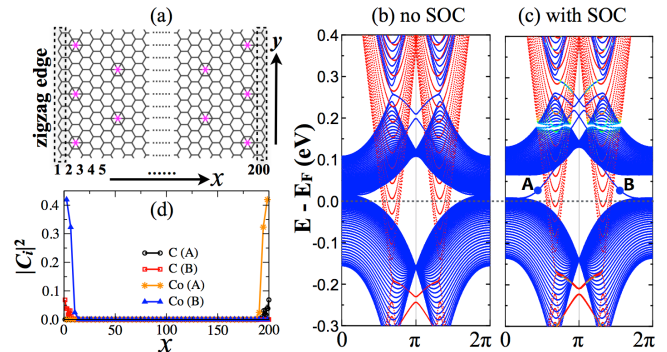 (a)
zigzag edge
y
1 2 3 4 5 ...... 200
x
(d)
|Cᵢ|²
0.4
0.3
0.2
0.1
0.0
C (A)
C (B)
Co (A)
Co (B)
0 50 100 150 200
x
(b) no SOC
E - E_F (eV)
0.4
0.3
0.2
0.1
0.0
-0.1
-0.2
-0.3
0 π 2π
(c) with SOC
A
B
0 π 2π